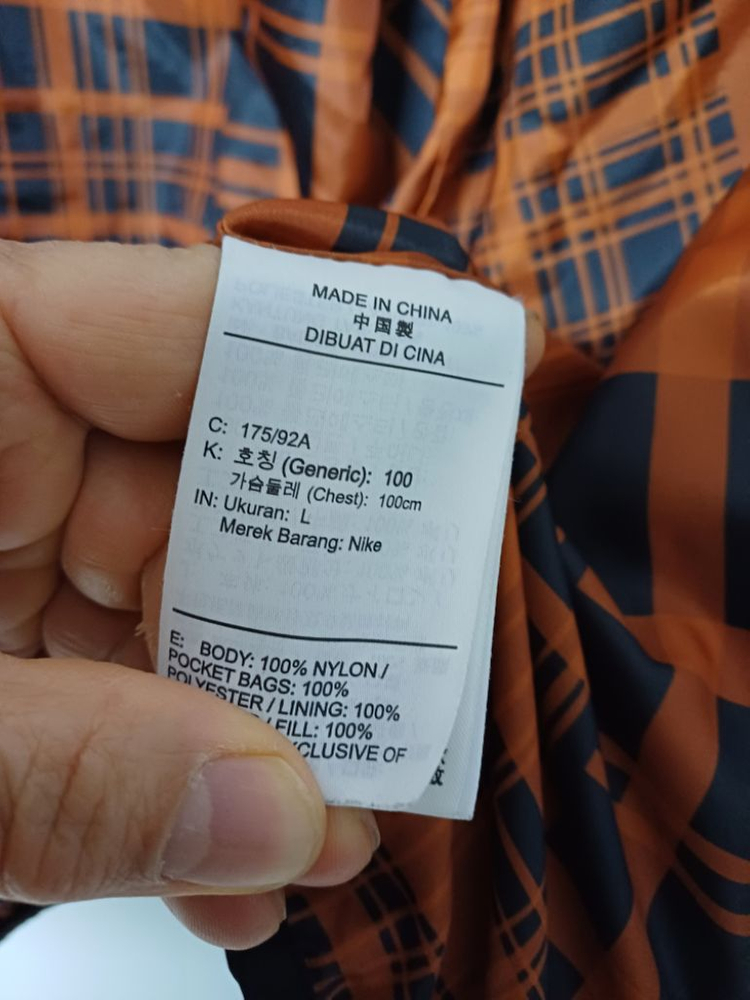 MADE IN CHINA
中国製
DIBUAT DI CINA
C: 175/92A
K: 호칭 (Generic): 100
가슴둘레 (Chest): 100cm
IN: Ukuran: L
Merek Barang: Nike
E: BODY: 100% NYLON /
POCKET BAGS: 100%
POLYESTER / LINING: 100%
/ FILL: 100%
OF